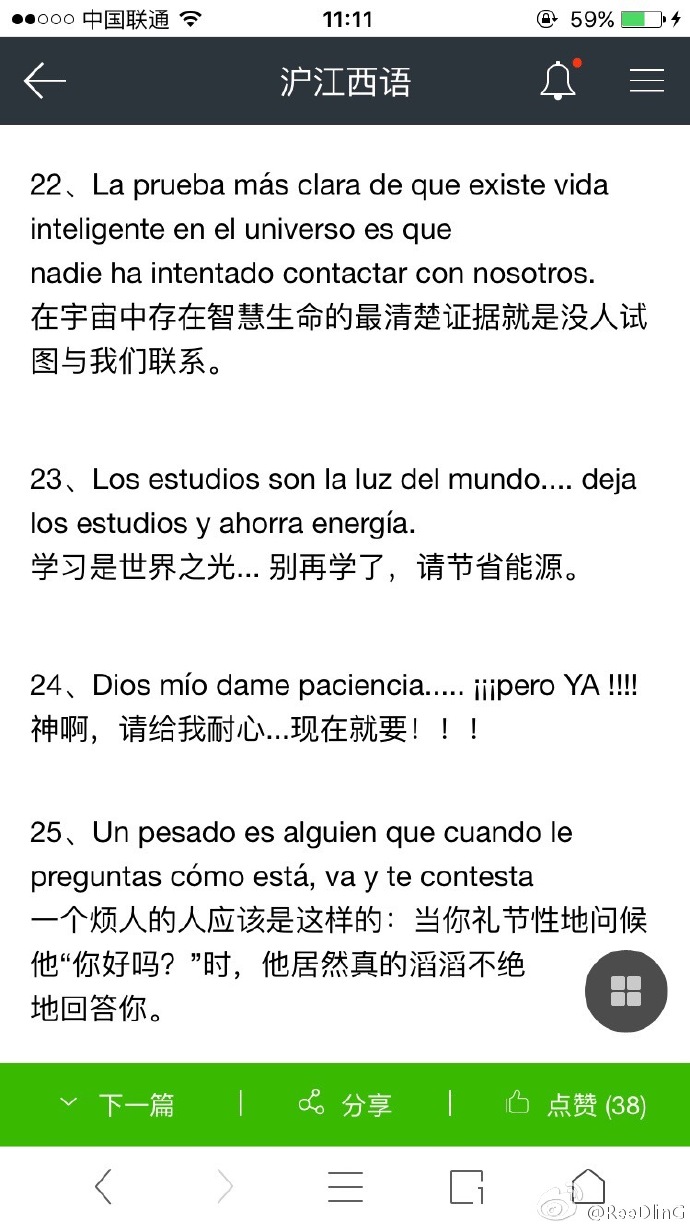 中国联通 11:11 59%
沪江西语
22、La prueba más clara de que existe vida
inteligente en el universo es que
nadie ha intentado contactar con nosotros.
在宇宙中存在智慧生命的最清楚证据就是没人试
图与我们联系。
23、Los estudios son la luz del mundo.... deja
los estudios y ahorra energía.
学习是世界之光... 别再学了，请节省能源。
24、Dios mío dame paciencia..... ¡¡¡pero YA !!!!
神啊，请给我耐心...现在就要！！！
25、Un pesado es alguien que cuando le
preguntas cómo está, va y te contesta
一个烦人的人应该是这样的：当你礼节性地问候
他“你好吗？”时，他居然真的滔滔不绝
地回答你。
下一篇 分享 点赞 (38)
1
@ReeDlinG